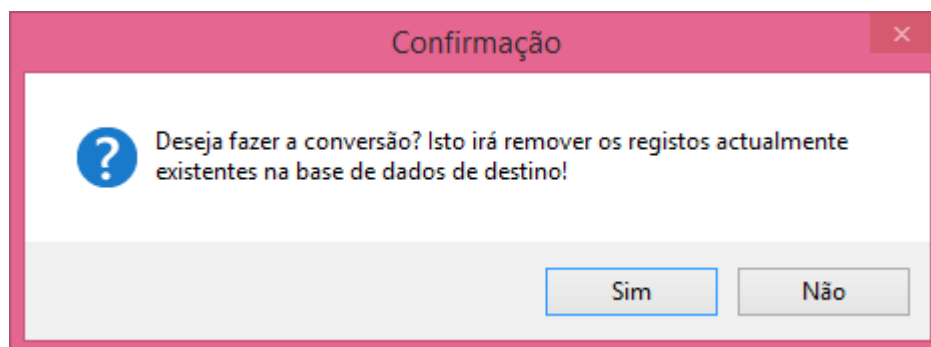 Confirmação
Deseja fazer a conversão? Isto irá remover os registos actualmente
existentes na base de dados de destino!
Sim
Não